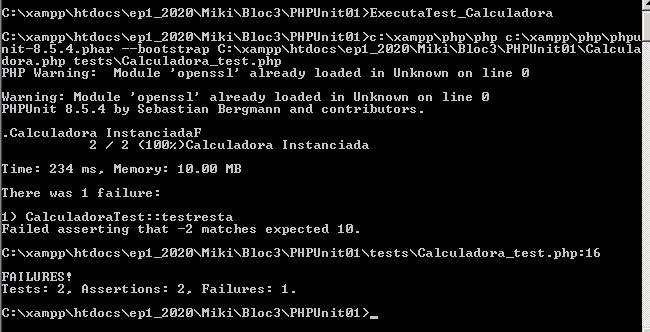 C:\xampp\htdocs\ep1_2020\Miki\Bloc3\PHPUnit01>ExecutaTest_Calculadora
C:\xampp\htdocs\ep1_2020\Miki\Bloc3\PHPUnit01>c:\xampp\php\php c:\xampp\php\phpu
nit-8.5.4.phar --bootstrap C:\xampp\htdocs\ep1_2020\Miki\Bloc3\PHPUnit01\Calcula
dora.php tests\Calculadora_test.php
PHP Warning:  Module 'openssl' already loaded in Unknown on line 0
Warning: Module 'openssl' already loaded in Unknown on line 0
PHPUnit 8.5.4 by Sebastian Bergmann and contributors.
.Calculadora InstanciadaF
2 / 2 (100%)Calculadora Instanciada
Time: 234 ms, Memory: 10.00 MB
There was 1 failure:
1) CalculadoraTest::testresta
Failed asserting that -2 matches expected 10.
C:\xampp\htdocs\ep1_2020\Miki\Bloc3\PHPUnit01\tests\Calculadora_test.php:16
FAILURES!
Tests: 2, Assertions: 2, Failures: 1.
C:\xampp\htdocs\ep1_2020\Miki\Bloc3\PHPUnit01>_